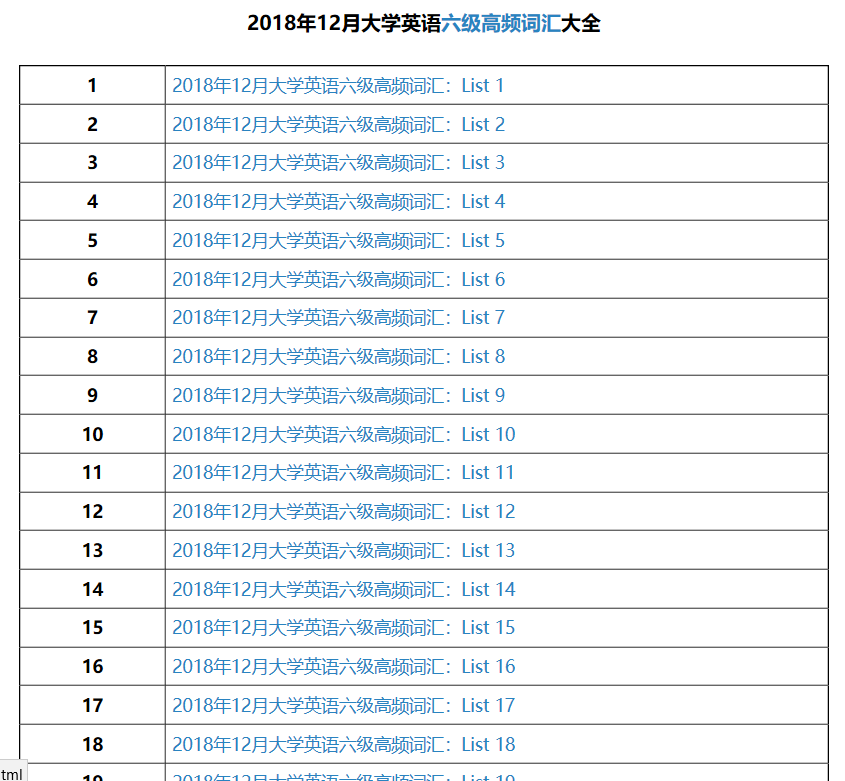 2018年12月大学英语六级高频词汇大全
1 2018年12月大学英语六级高频词汇：List 1
2 2018年12月大学英语六级高频词汇：List 2
3 2018年12月大学英语六级高频词汇：List 3
4 2018年12月大学英语六级高频词汇：List 4
5 2018年12月大学英语六级高频词汇：List 5
6 2018年12月大学英语六级高频词汇：List 6
7 2018年12月大学英语六级高频词汇：List 7
8 2018年12月大学英语六级高频词汇：List 8
9 2018年12月大学英语六级高频词汇：List 9
10 2018年12月大学英语六级高频词汇：List 10
11 2018年12月大学英语六级高频词汇：List 11
12 2018年12月大学英语六级高频词汇：List 12
13 2018年12月大学英语六级高频词汇：List 13
14 2018年12月大学英语六级高频词汇：List 14
15 2018年12月大学英语六级高频词汇：List 15
16 2018年12月大学英语六级高频词汇：List 16
17 2018年12月大学英语六级高频词汇：List 17
18 2018年12月大学英语六级高频词汇：List 18
19 2018年12月大学英语六级高频词汇：List 19
tml